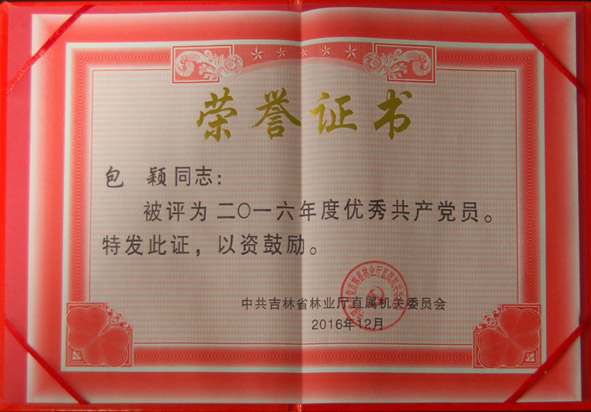 荣誉证书
包 颖同志:
被评为二〇一六年度优秀共产党员。
特发此证,以资鼓励。
中共吉林省林业厅直属机关委员会
2016年12月